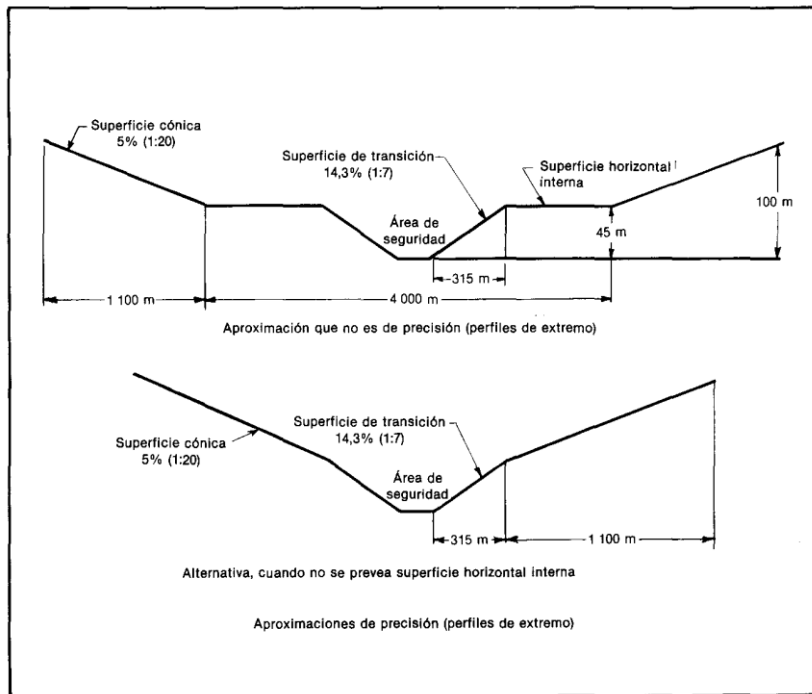 Superficie cónica
5% (1:20)
Superficie de transición
14,3% (1:7)
Superficie horizontal
interna
Área de
seguridad
100 m
45 m
315 m
1 100 m
4 000 m
Aproximación que no es de precisión (perfiles de extremo)
Superficie cónica
5% (1:20)
Superficie de transición
14,3% (1:7)
Área de
seguridad
315 m
1 100 m
Alternativa, cuando no se prevea superficie horizontal interna
Aproximaciones de precisión (perfiles de extremo)